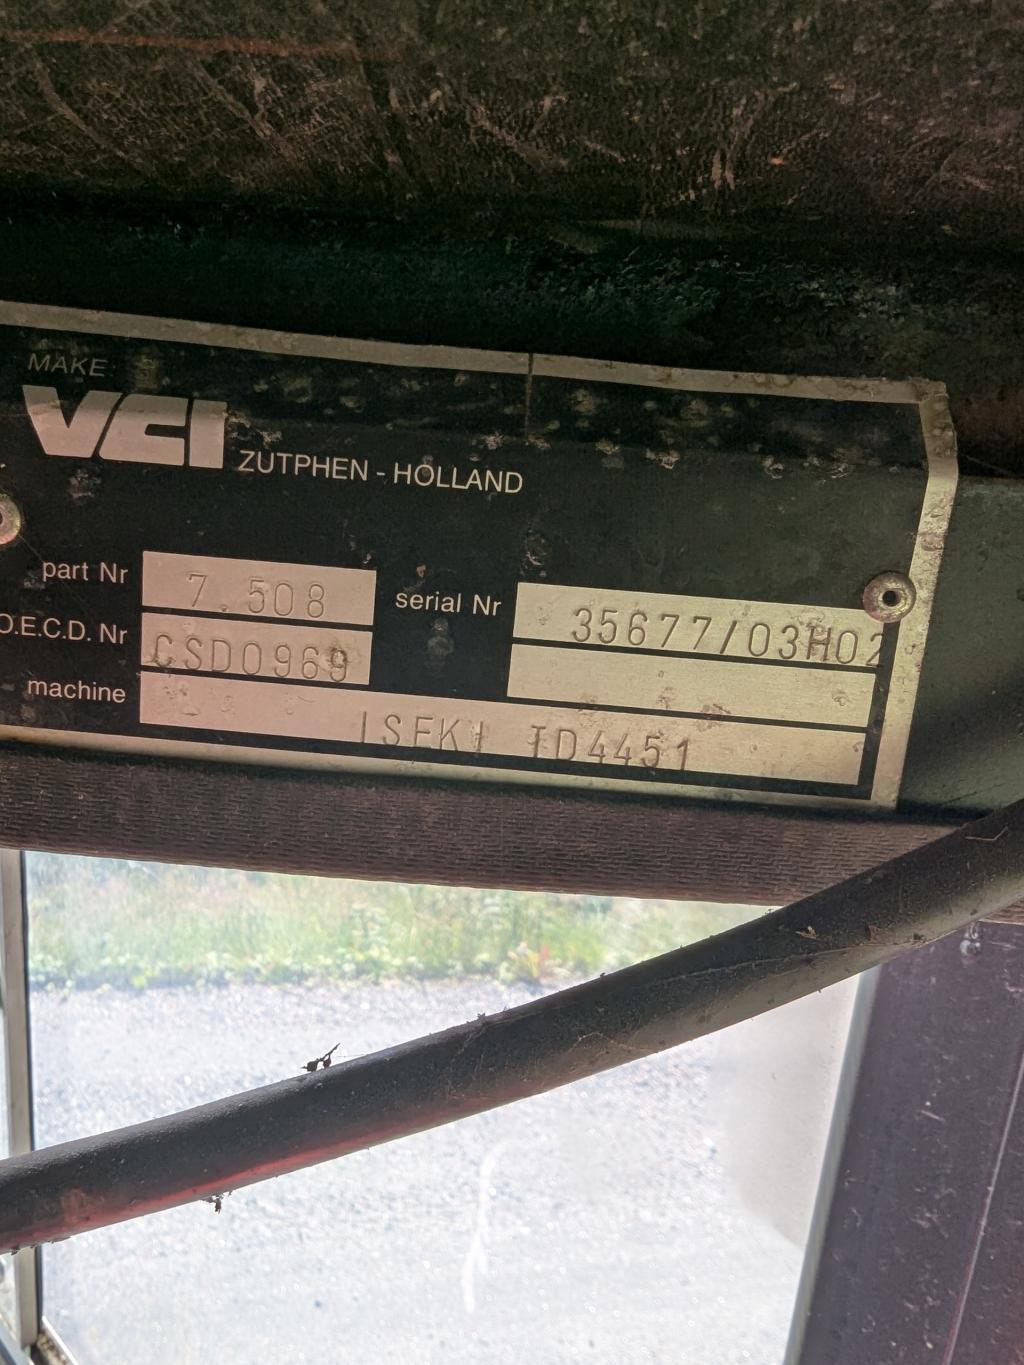 MAKE
VCI ZUTPHEN - HOLLAND
part Nr 7.508 serial Nr 35677/03H02
O.E.C.D. Nr CSD0969
machine ISEKI TD4451